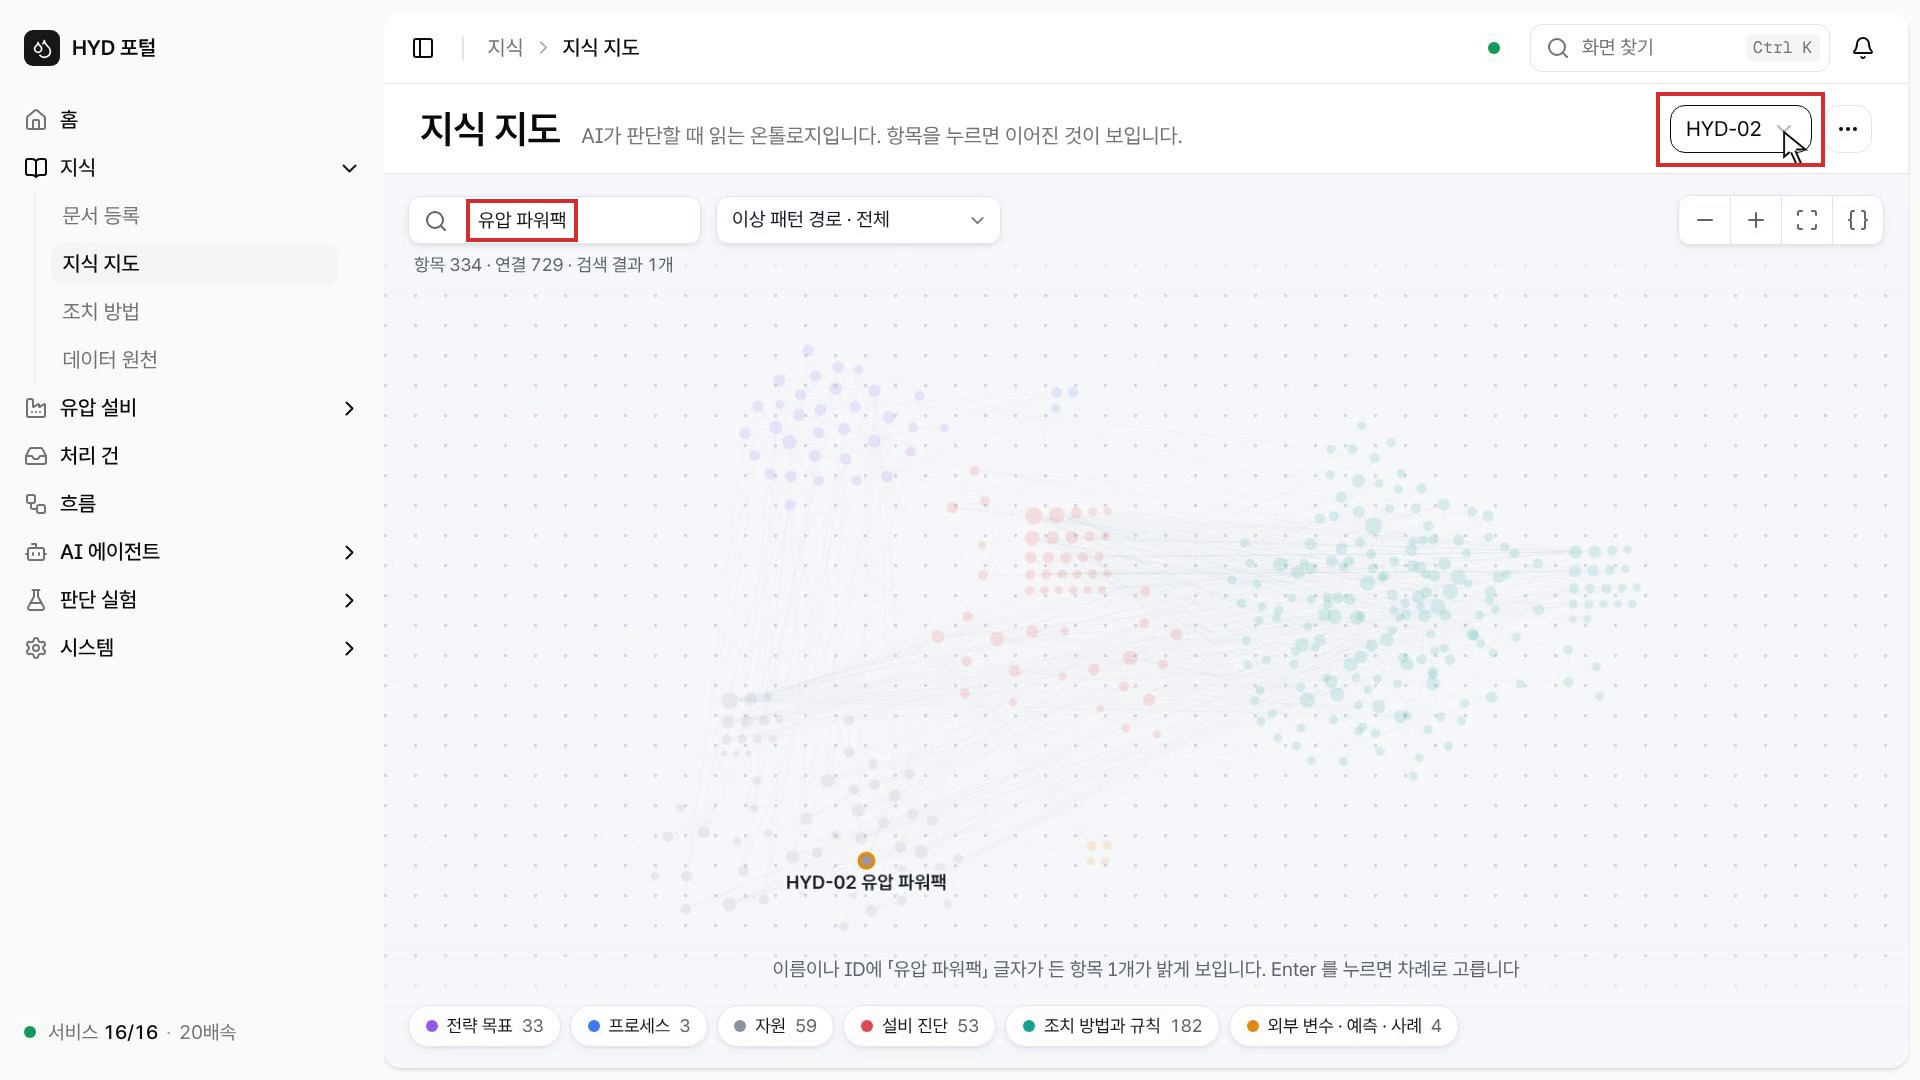 HYD 포털
홈
지식
문서 등록
지식 지도
조치 방법
데이터 원천
유압 설비
처리 건
흐름
AI 에이전트
판단 실험
시스템
서비스 16/16 · 20배속
지식 > 지식 지도
화면 찾기 Ctrl K
지식 지도 AI가 판단할 때 읽는 온톨로지입니다. 항목을 누르면 이어진 것이 보입니다.
HYD-02
유압 파워팩
이상 패턴 경로 · 전체
항목 334 · 연결 729 · 검색 결과 1개
HYD-02 유압 파워팩
이름이나 ID에 「유압 파워팩」 글자가 든 항목 1개가 밝게 보입니다. Enter 를 누르면 차례로 고릅니다
전략 목표 33
프로세스 3
자원 59
설비 진단 53
조치 방법과 규칙 182
외부 변수 · 예측 · 사례 4